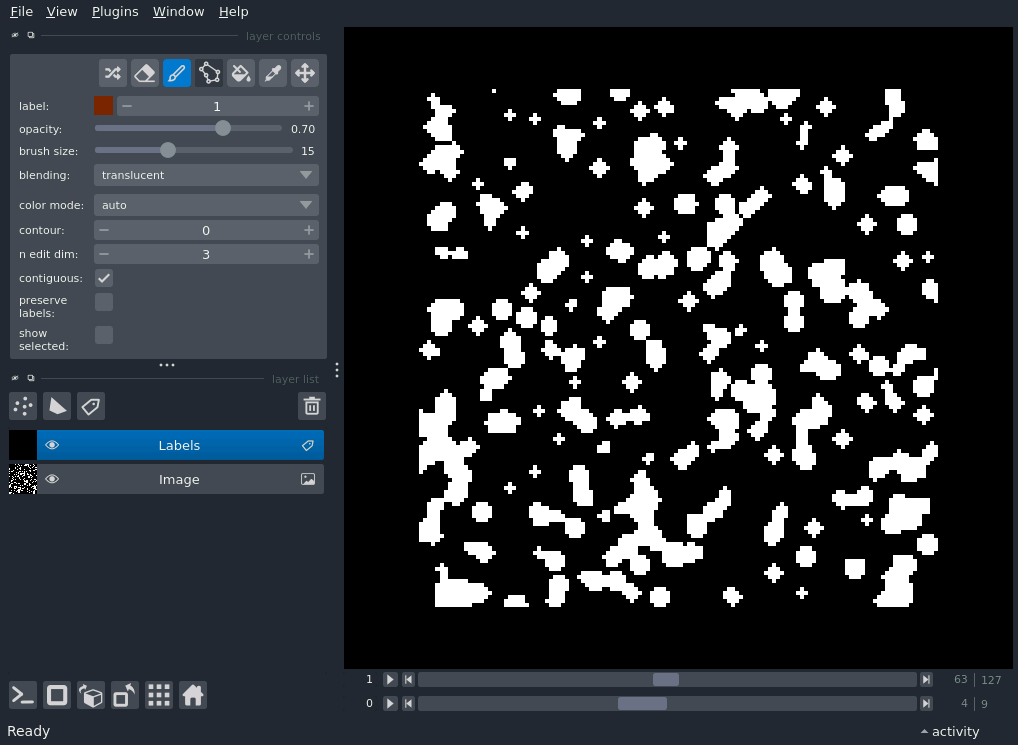 File View Plugins Window Help
layer controls
label: 1
opacity: 0.70
brush size: 15
blending: translucent
color mode: auto
contour: 0
n edit dim: 3
contiguous:
preserve
labels:
show
selected:
layer list
Labels
Image
1 63 127
0 4 9
Ready activity